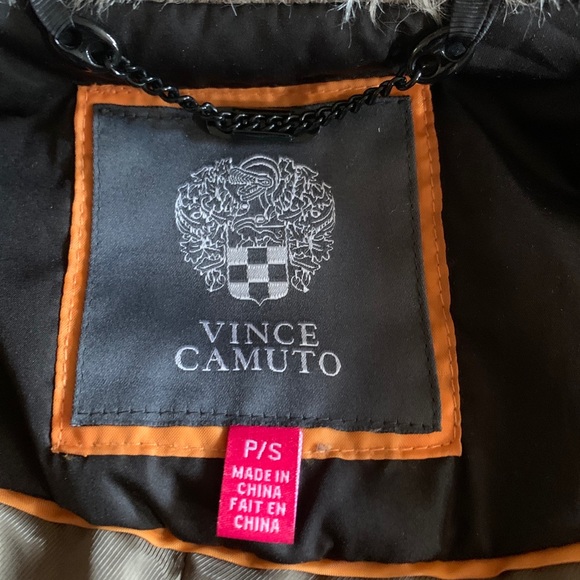 VINCE
CAMUTO
P/S
MADE IN
CHINA
FAIT EN
CHINA